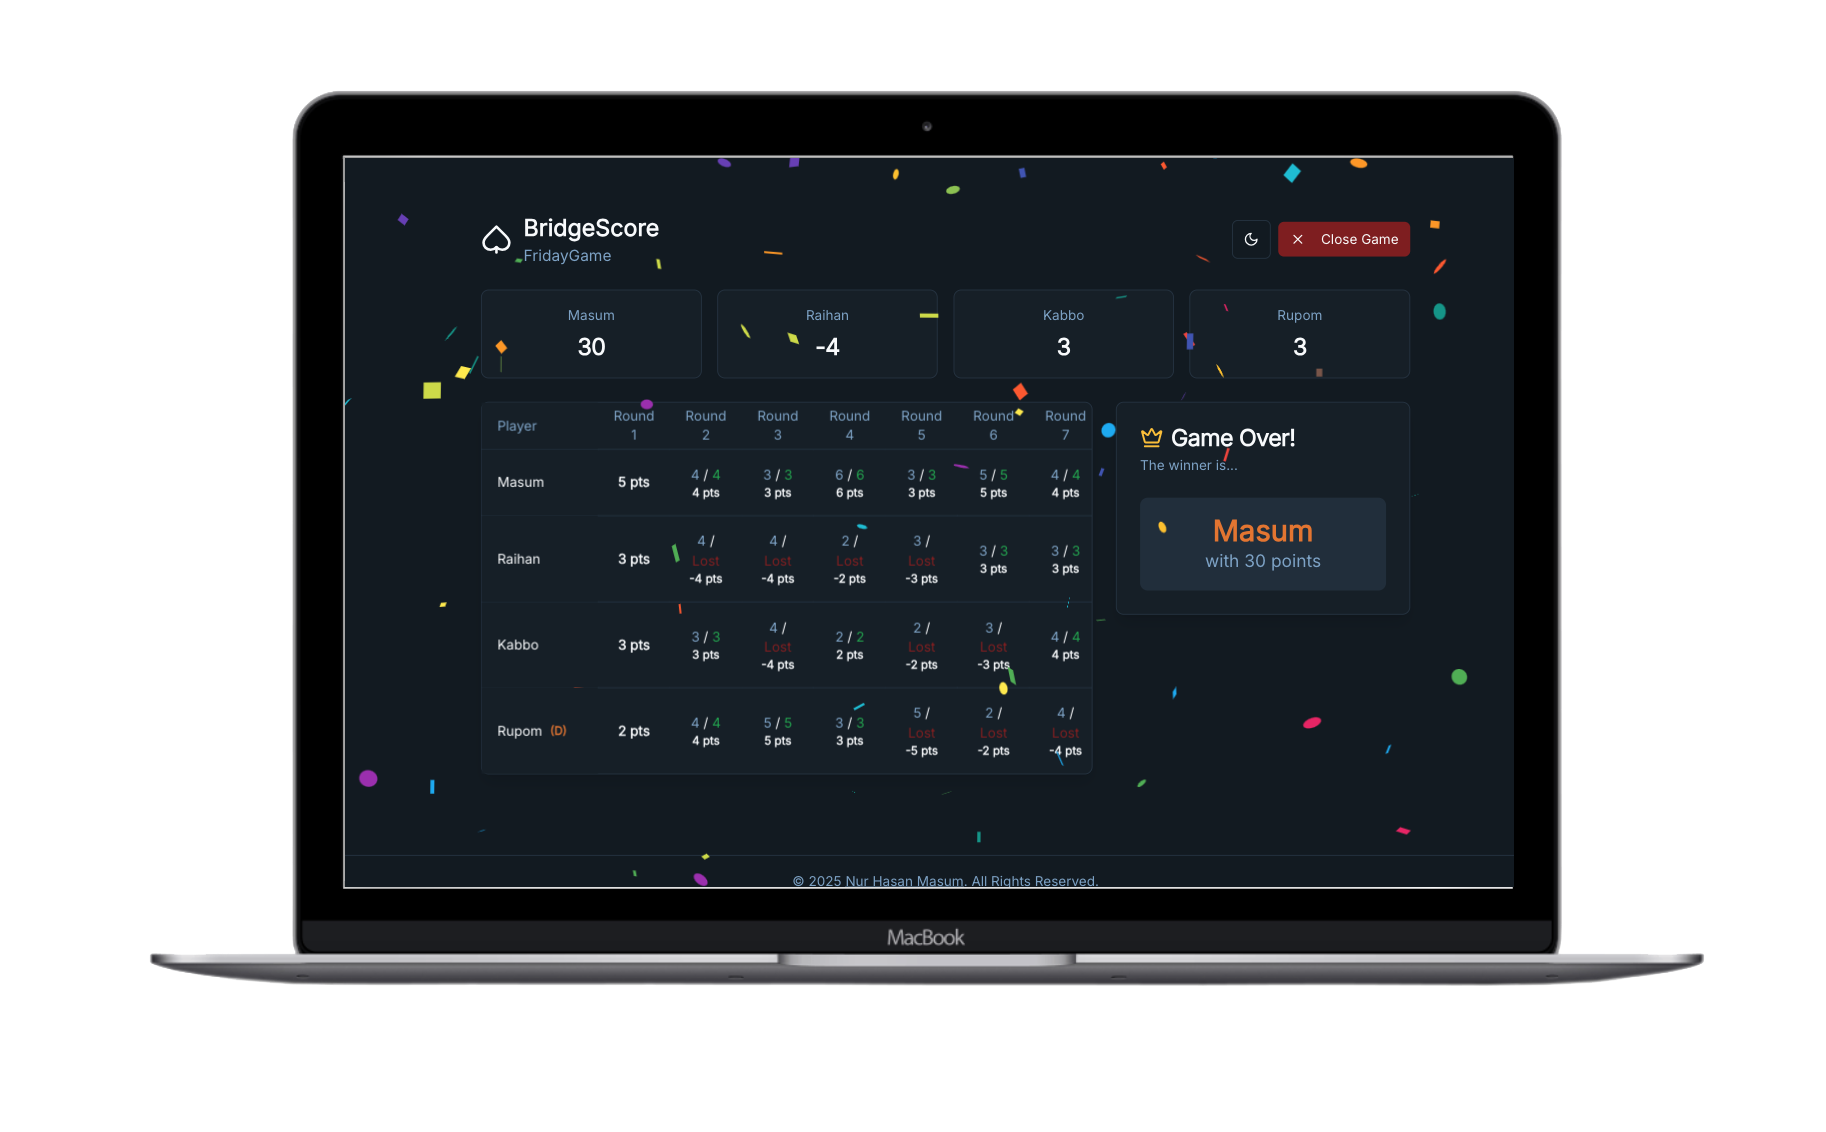 BridgeScore
FridayGame
Close Game
Masum
30
Raihan
-4
Kabbo
3
Rupom
3
Player Round 1 Round 2 Round 3 Round 4 Round 5 Round 6 Round 7
Masum 5 pts 4 / 4 4 pts 3 / 3 3 pts 6 / 6 6 pts 3 / 3 3 pts 5 / 5 5 pts 4 / 4 4 pts
Raihan 3 pts 4 / Lost -4 pts 4 / Lost -4 pts 2 / Lost -2 pts 3 / Lost -3 pts 3 / 3 3 pts 3 / 3 3 pts
Kabbo 3 pts 3 / 3 3 pts 4 / Lost -4 pts 2 / 2 2 pts 2 / Lost -2 pts 3 / Lost -3 pts 4 / 4 4 pts
Rupom (D) 2 pts 4 / 4 4 pts 5 / 5 5 pts 3 / 3 3 pts 5 / Lost -5 pts 2 / Lost -2 pts 4 / Lost -4 pts
Game Over!
The winner is...
Masum
with 30 points
© 2025 Nur Hasan Masum. All Rights Reserved.
MacBook